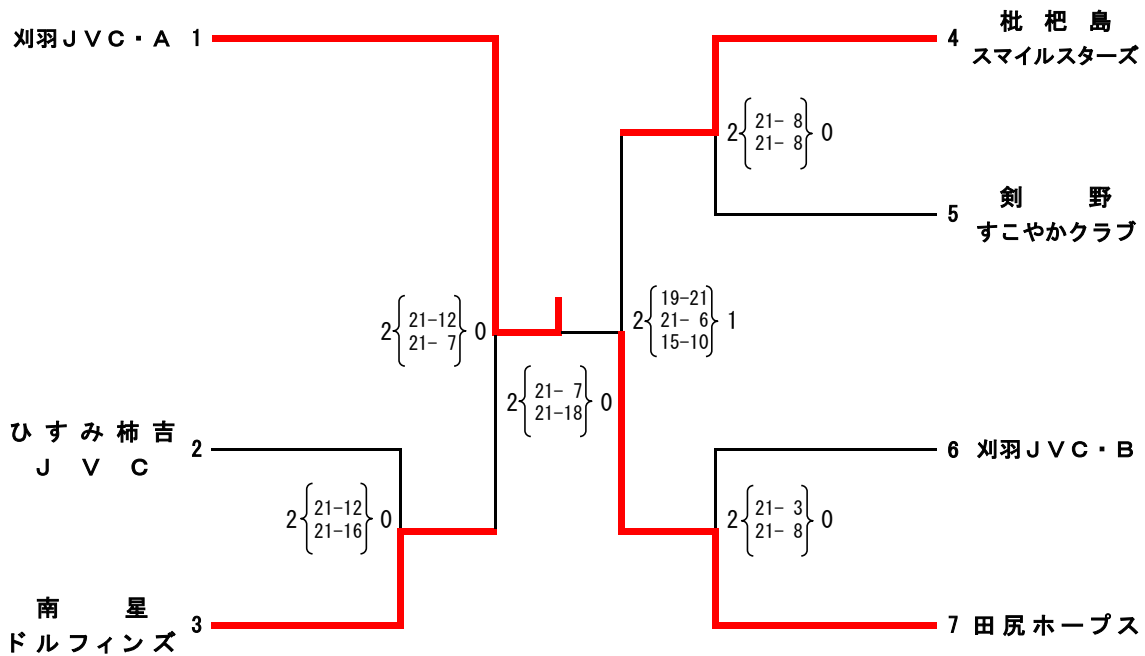 刈羽ＪＶＣ・Ａ 1
4 枇杷島
スマイルスターズ
2 21- 8 0
21- 8
5 剣野
すこやかクラブ
2 21-12 0
21- 7
2 19-21 1
21- 6
15-10
2 21- 7 0
21-18
ひすみ柿吉 2
ＪＶＣ
6 刈羽ＪＶＣ・Ｂ
2 21-12 0
21-16
2 21- 3 0
21- 8
南星 3
ドルフィンズ
7 田尻ホープス